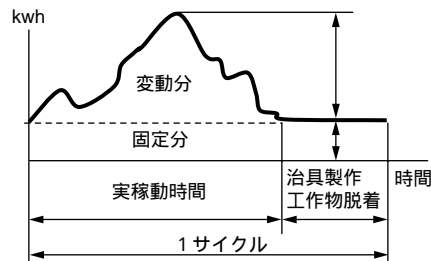 kwh
変動分
固定分
実稼動時間
治具製作
工作物脱着
時間
1サイクル